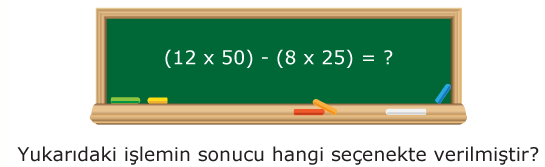 (12 x 50) - (8 x 25) = ?
Yukarıdaki işlemin sonucu hangi seçenekte verilmiştir?